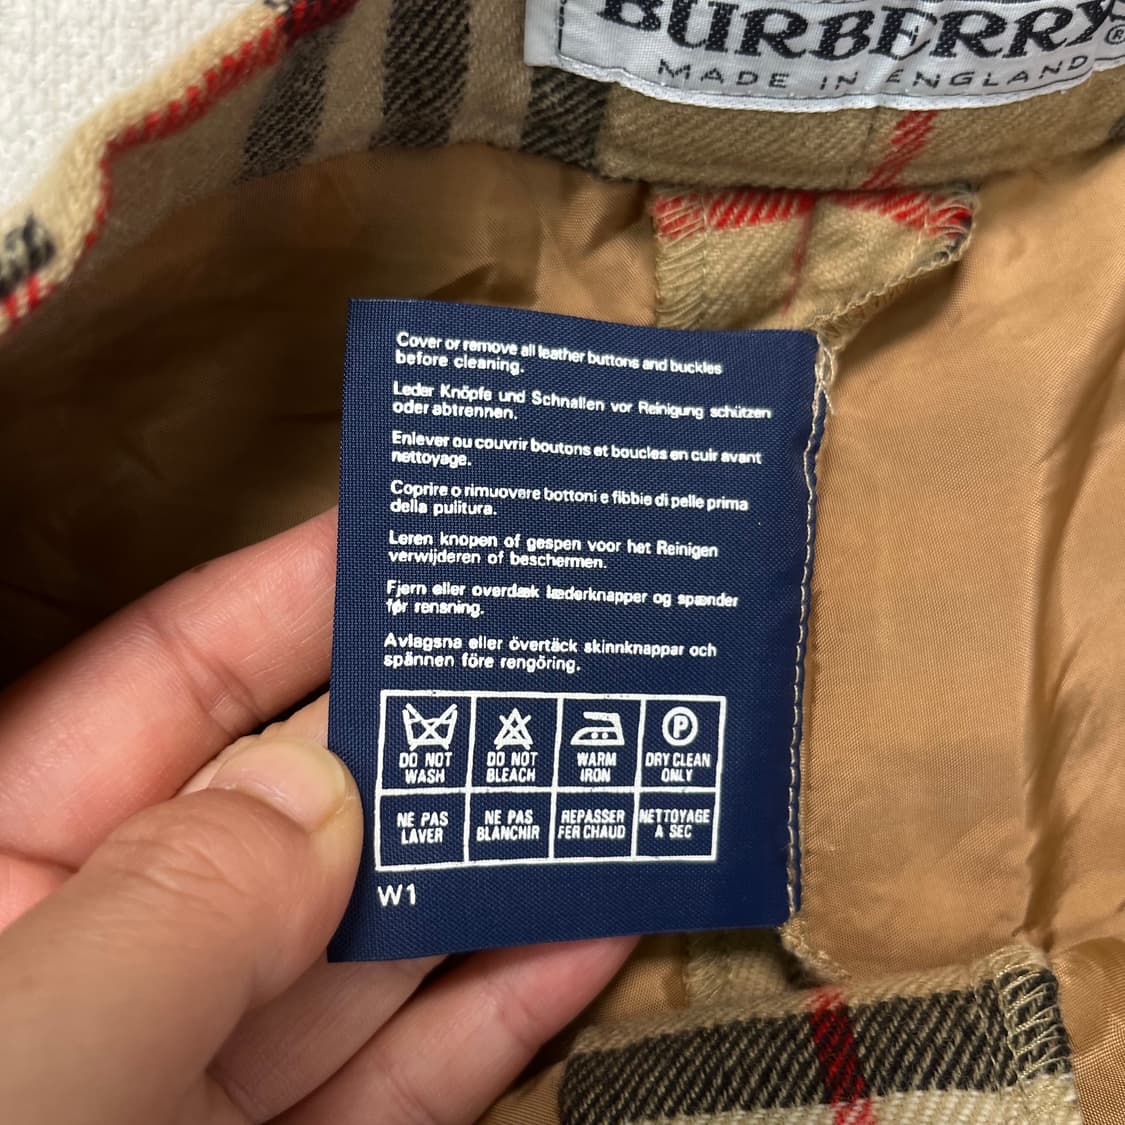 BURBERRYS®
MADE IN ENGLAND
Cover or remove all leather buttons and buckles
before cleaning.
Leder Knöpfe und Schnallen vor Reinigung schützen
oder abtrennen.
Enlever ou couvrir boutons et boucles en cuir avant
nettoyage.
Coprire o rimuovere bottoni e fibbie di pelle prima
della pulitura.
Leren knopen of gespen voor het Reinigen
verwijderen of beschermen.
Fjern eller overdæk læderknapper og spænder
før rensning.
Avlagsna eller övertäck skinnknappar och
spännen före rengöring.
DO NOT WASH
DO NOT BLEACH
WARM IRON
P
DRY CLEAN ONLY
NE PAS LAVER
NE PAS BLANCHIR
REPASSER FER CHAUD
NETTOYAGE A SEC
W1